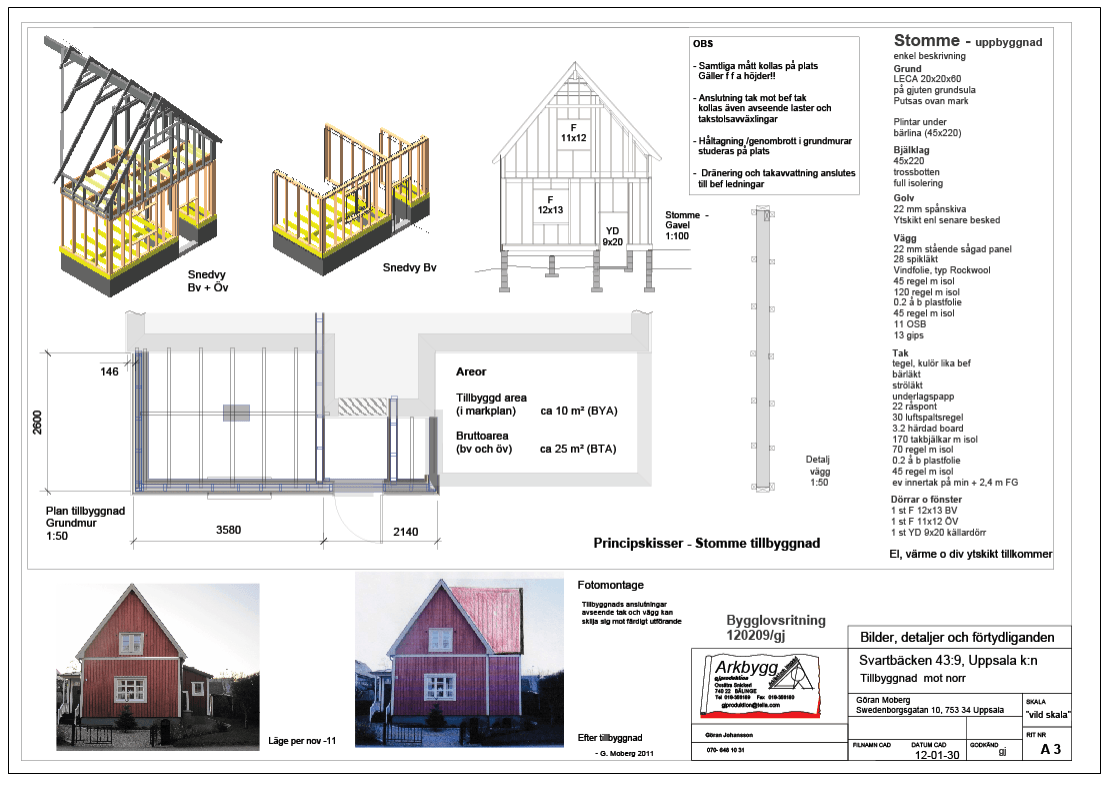 OBS
- Samtliga mått kollas på plats
Gäller f f a höjder!!
- Anslutning tak mot bef tak
kollas även avseende laster och
takstolsavväxlingar
- Håltagning /genombrott i grundmurar
studeras på plats
- Dränering och takavvattning anslutes
till bef ledningar
Stomme - uppbyggnad
enkel beskrivning
Grund
LECA 20x20x60
på gjuten grundsula
Putsas ovan mark
Plintar under
bärlina (45x220)
Bjälklag
45x220
trossbotten
full isolering
Golv
22 mm spånskiva
Ytskikt enl senare besked
Vägg
22 mm stående sågad panel
28 spikläkt
Vindfolie, typ Rockwool
45 regel m isol
120 regel m isol
0.2 å b plastfolie
45 regel m isol
11 OSB
13 gips
Tak
tegel, kulör lika bef
bärläkt
ströläkt
underlagspapp
22 råspont
30 luftspaltsregel
3.2 härdad board
170 takbjälkar m isol
70 regel m isol
0.2 å b plastfolie
45 regel m isol
ev innertak på min + 2,4 m FG
Dörrar o fönster
1 st F 12x13 BV
1 st F 11x12 ÖV
1 st YD 9x20 källardörr
El, värme o div ytskikt tillkommer
Snedvy
Bv + Öv
Snedvy Bv
F
11x12
F
12x13
YD
9x20
Stomme -
Gavel
1:100
146
2600
Areor
Tillbyggd area
(i markplan) ca 10 m² (BYA)
Bruttoarea
(bv och öv) ca 25 m² (BTA)
Detalj
vägg
1:50
Plan tillbyggnad
Grundmur
1:50
3580
2140
Principskisser - Stomme tillbyggnad
Läge per nov -11
Fotomontage
Tillbyggnads anslutningar
avseende tak och vägg kan
skilja sig mot färdigt utförande
Efter tillbyggnad
- G. Moberg 2011
Bygglovsritning
120209/gj
Arkbygg
gjproduktion
Ovsätra Snickeri
740 22 BÄLINGE
gjproduktion@telia.com
Göran Johansson
070- 648 10 31
Bilder, detaljer och förtydliganden
Svartbäcken 43:9, Uppsala k:n
Tillbyggnad mot norr
Göran Moberg
Swedenborgsgatan 10, 753 34 Uppsala
SKALA
"vild skala"
FILNAMN CAD
DATUM CAD
12-01-30
GODKÄND
gj
RIT NR
A 3